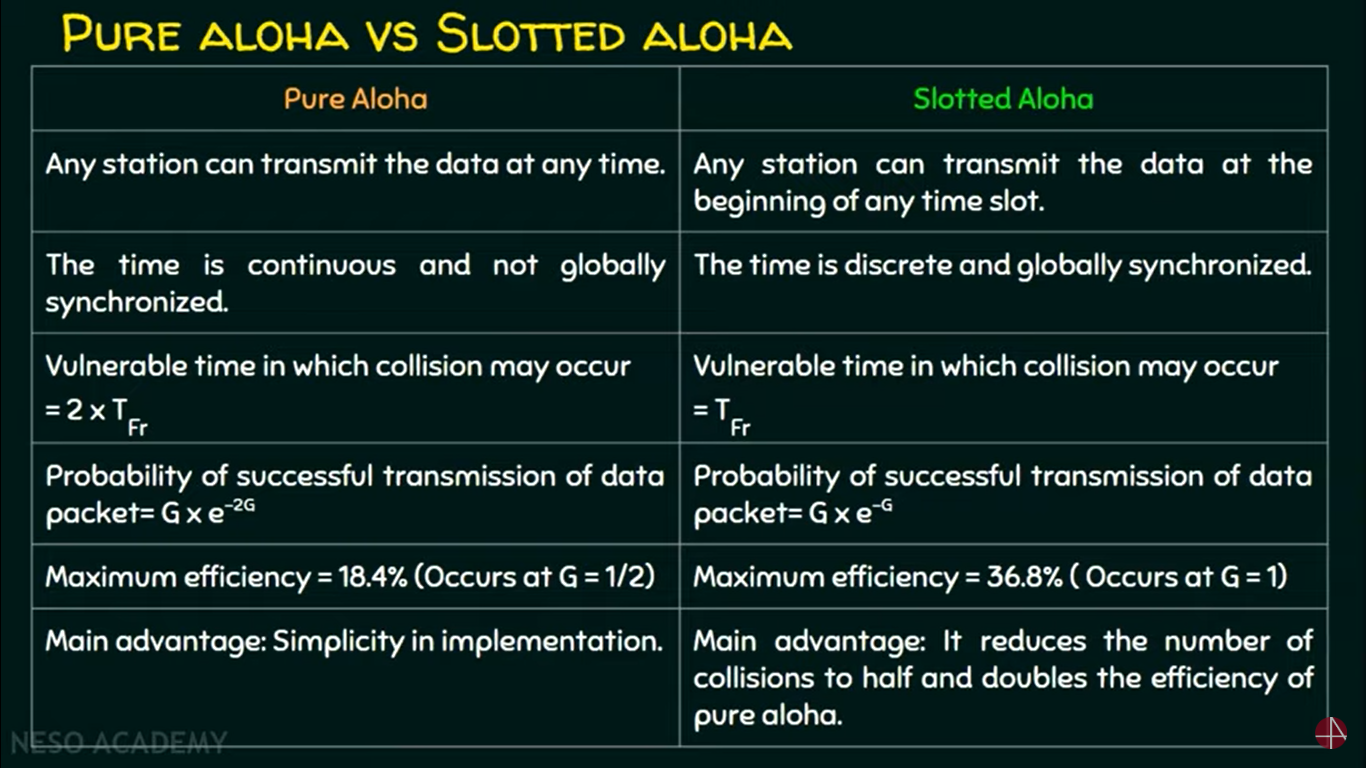 PURE ALOHA VS SLOTTED ALOHA
Pure Aloha
Slotted Aloha
Any station can transmit the data at any time.
Any station can transmit the data at the
beginning of any time slot.
The time is continuous and not globally
synchronized.
The time is discrete and globally synchronized.
Vulnerable time in which collision may occur
= 2 x T_Fr
Vulnerable time in which collision may occur
= T_Fr
Probability of successful transmission of data
packet= G x e⁻²ᴳ
Probability of successful transmission of data
packet= G x e⁻ᴳ
Maximum efficiency = 18.4% (Occurs at G = 1/2)
Maximum efficiency = 36.8% ( Occurs at G = 1)
Main advantage: Simplicity in implementation.
Main advantage: It reduces the number of
collisions to half and doubles the efficiency of
pure aloha.
NESO ACADEMY